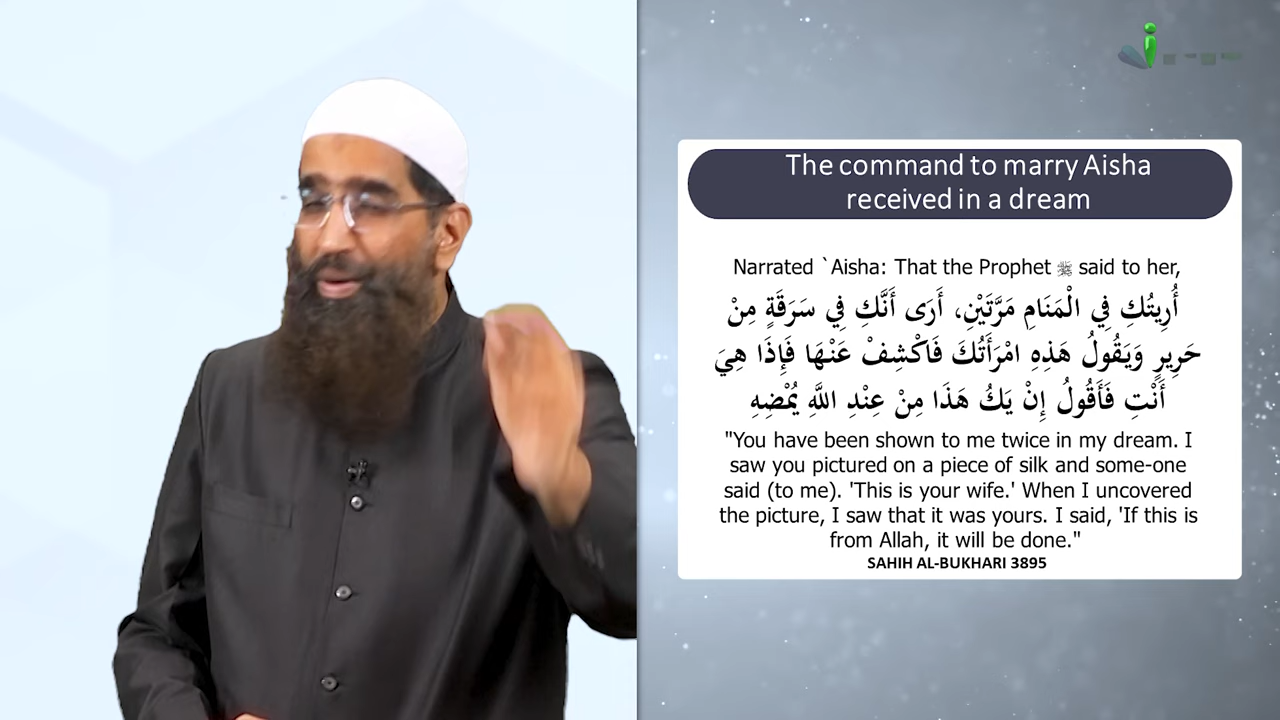 The command to marry Aisha
received in a dream
Narrated `Aisha: That the Prophet ﷺ said to her,
أُرِيتُكِ فِي الْمَنَامِ مَرَّتَيْنِ، أَرَى أَنَّكِ فِي سَرَقَةٍ مِنْ
حَرِيرٍ وَيَقُولُ هَذِهِ امْرَأَتُكَ فَاكْشِفْ عَنْهَا فَإِذَا هِيَ
أَنْتِ فَأَقُولُ إِنْ يَكُ هَذَا مِنْ عِنْدِ اللَّهِ يُمْضِهِ
"You have been shown to me twice in my dream. I
saw you pictured on a piece of silk and some-one
said (to me). 'This is your wife.' When I uncovered
the picture, I saw that it was yours. I said, 'If this is
from Allah, it will be done."
SAHIH AL-BUKHARI 3895